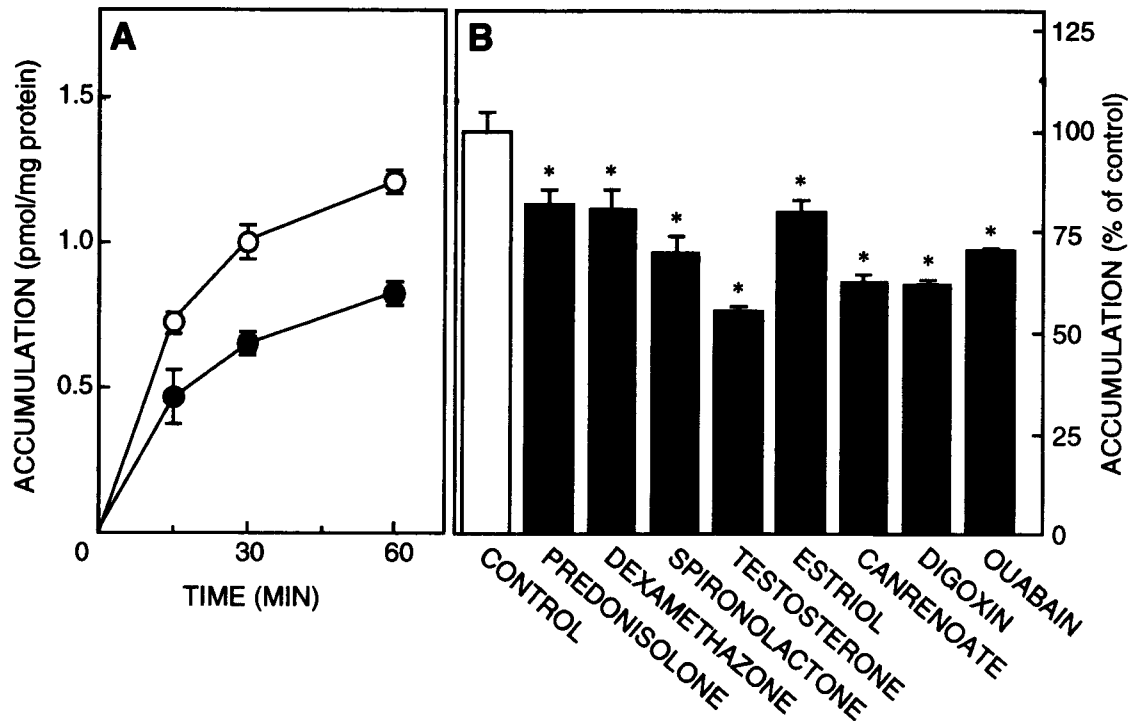 A
ACCUMULATION (pmol/mg protein)
1.5
1.0
0.5
0
30
60
TIME (MIN)
B
*
*
*
*
*
*
*
*
125
100
75
50
25
0
ACCUMULATION (% of control)
CONTROL
PREDONISOLONE
DEXAMETHAZONE
SPIRONOLACTONE
TESTOSTERONE
ESTRIOL
CANRENOATE
DIGOXIN
OUABAIN